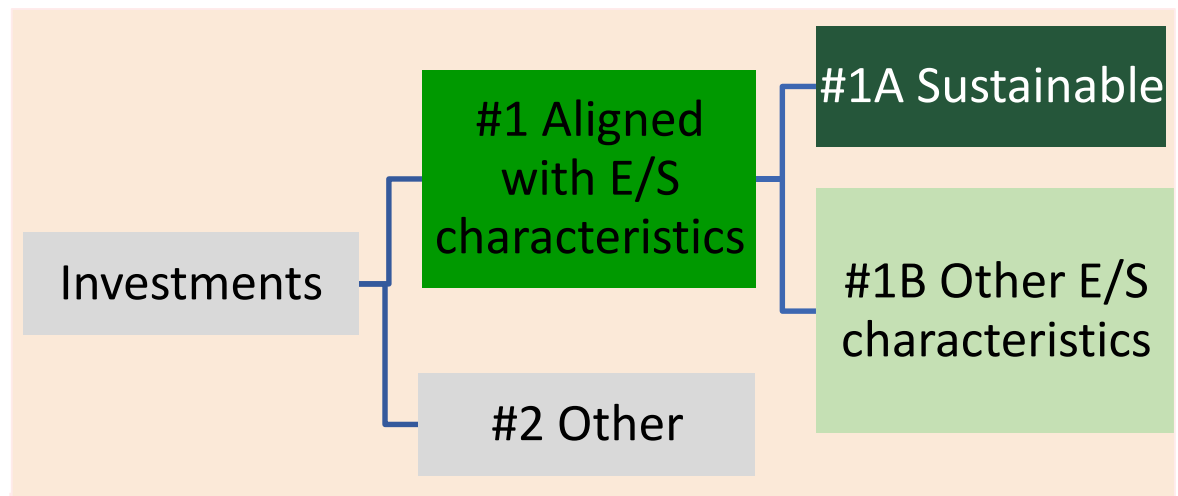 Investments
#1 Aligned
with E/S
characteristics
#2 Other
#1A Sustainable
#1B Other E/S
characteristics